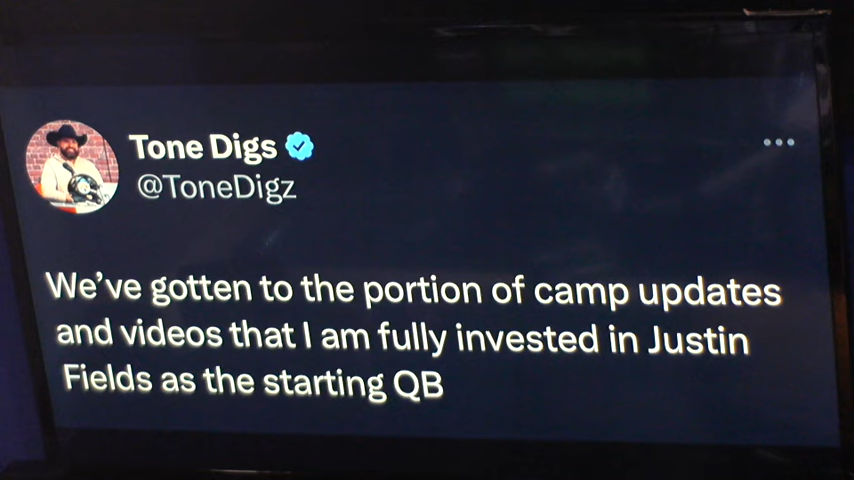 Tone Digs
@ToneDigz
We’ve gotten to the portion of camp updates
and videos that I am fully invested in Justin
Fields as the starting QB